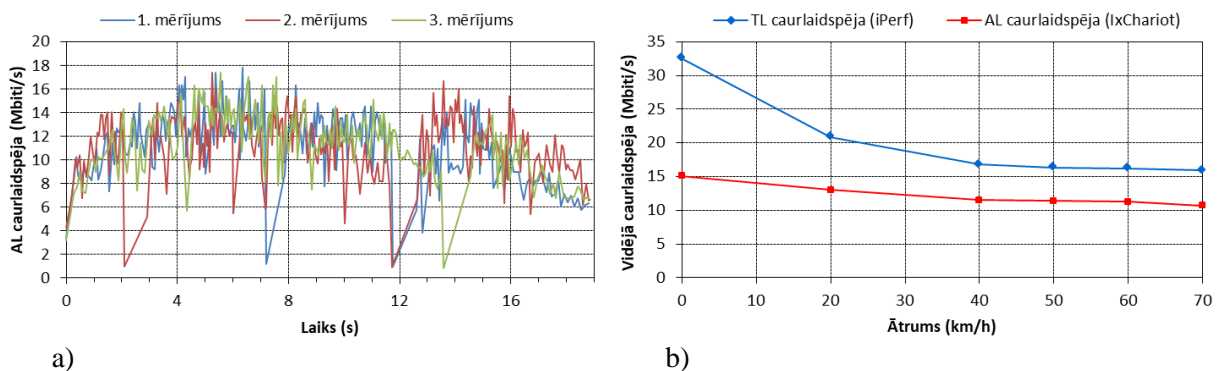 1. mērījums 2. mērījums 3. mērījums
AL caurlaidspēja (Mbiti/s)
20
18
16
14
12
10
8
6
4
2
0
0 4 8 12 16
Laiks (s)
a)
TL caurlaidspēja (iPerf) AL caurlaidspēja (IxChariot)
Vidējā caurlaidspēja (Mbiti/s)
35
30
25
20
15
10
5
0
0 10 20 30 40 50 60 70
Ātrums (km/h)
b)